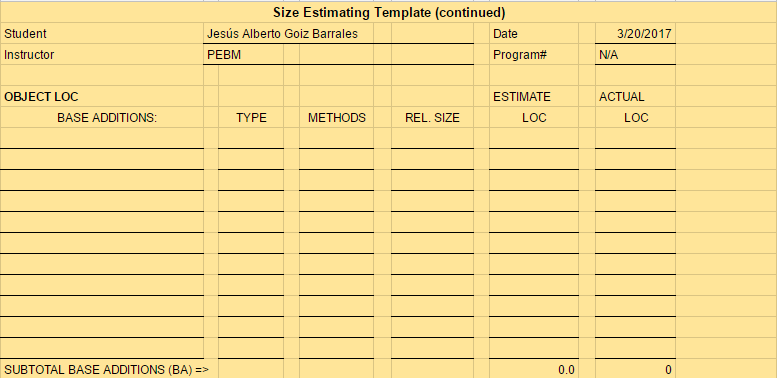 Size Estimating Template (continued)
Student Jesús Alberto Goiz Barrales Date 3/20/2017
Instructor PEBM Program# N/A
OBJECT LOC ESTIMATE ACTUAL
BASE ADDITIONS: TYPE METHODS REL. SIZE LOC LOC
SUBTOTAL BASE ADDITIONS (BA) => 0.0 0